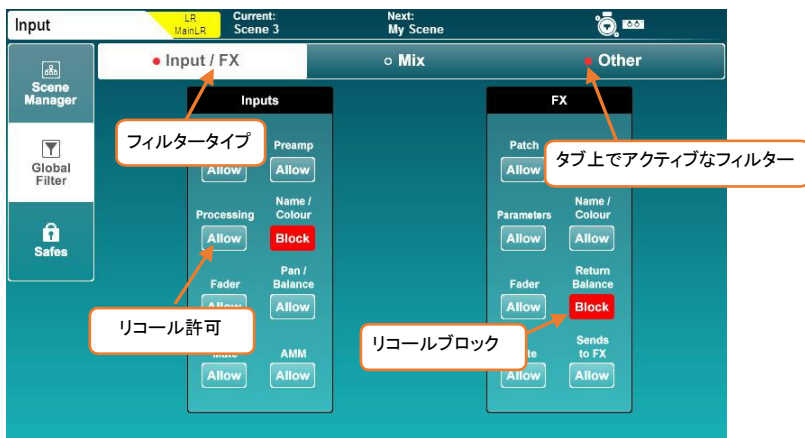 Input
LR
MainLR
Current:
Scene 3
Next:
My Scene
Input / FX
Mix
Other
Scene
Manager
Global
Filter
Safes
Inputs
Preamp
Allow
Allow
Processing
Name /
Colour
Allow
Block
Fader
Pan /
Balance
Allow
AMM
Allow
Allow
FX
Patch
Allow
Parameters
Name /
Colour
Allow
Allow
Fader
Return
Balance
Allow
Block
Sends
to FX
Allow
Allow
フィルタータイプ
タブ上でアクティブなフィルター
リコール許可
リコールブロック